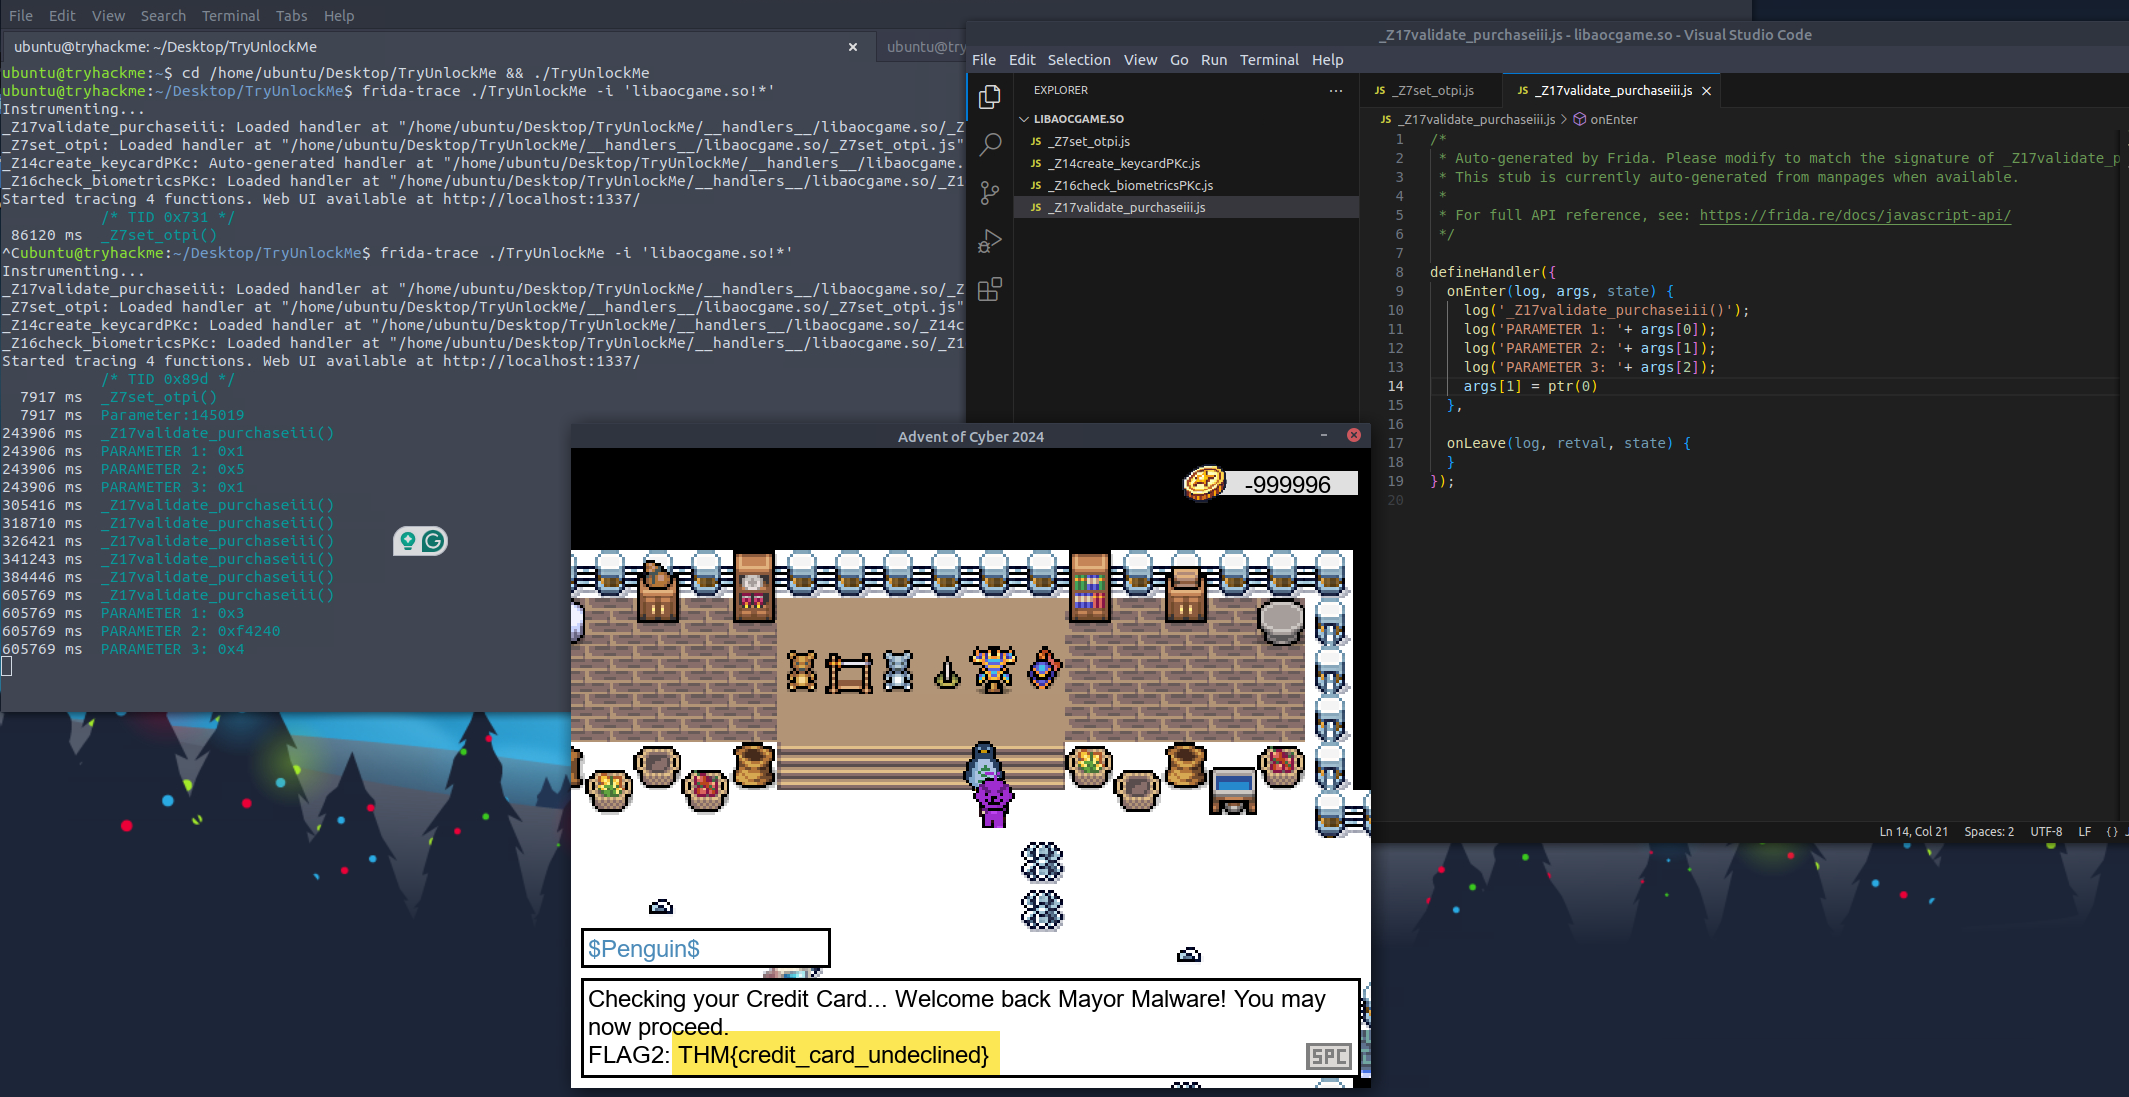 File Edit View Search Terminal Tabs Help
ubuntu@tryhackme: ~/Desktop/TryUnlockMe ×
ubuntu@try
ubuntu@tryhackme:~$ cd /home/ubuntu/Desktop/TryUnlockMe && ./TryUnlockMe
ubuntu@tryhackme:~/Desktop/TryUnlockMe$ frida-trace ./TryUnlockMe -i 'libaocgame.so!*'
Instrumenting...
_Z17validate_purchaseiii: Loaded handler at "/home/ubuntu/Desktop/TryUnlockMe/__handlers__/libaocgame.so/_Z
_Z7set_otpi: Loaded handler at "/home/ubuntu/Desktop/TryUnlockMe/__handlers__/libaocgame.so/_Z7set_otpi.js"
_Z14create_keycardPKc: Auto-generated handler at "/home/ubuntu/Desktop/TryUnlockMe/__handlers__/libaocgame.
_Z16check_biometricsPKc: Loaded handler at "/home/ubuntu/Desktop/TryUnlockMe/__handlers__/libaocgame.so/_Z1
Started tracing 4 functions. Web UI available at http://localhost:1337/
/* TID 0x731 */
86120 ms _Z7set_otpi()
^Cubuntu@tryhackme:~/Desktop/TryUnlockMe$ frida-trace ./TryUnlockMe -i 'libaocgame.so!*'
Instrumenting...
_Z17validate_purchaseiii: Loaded handler at "/home/ubuntu/Desktop/TryUnlockMe/__handlers__/libaocgame.so/_Z
_Z7set_otpi: Loaded handler at "/home/ubuntu/Desktop/TryUnlockMe/__handlers__/libaocgame.so/_Z7set_otpi.js"
_Z14create_keycardPKc: Loaded handler at "/home/ubuntu/Desktop/TryUnlockMe/__handlers__/libaocgame.so/_Z14c
_Z16check_biometricsPKc: Loaded handler at "/home/ubuntu/Desktop/TryUnlockMe/__handlers__/libaocgame.so/_Z1
Started tracing 4 functions. Web UI available at http://localhost:1337/
/* TID 0x89d */
7917 ms _Z7set_otpi()
7917 ms Parameter:145019
243906 ms _Z17validate_purchaseiii()
243906 ms PARAMETER 1: 0x1
243906 ms PARAMETER 2: 0x5
243906 ms PARAMETER 3: 0x1
305416 ms _Z17validate_purchaseiii()
318710 ms _Z17validate_purchaseiii()
326421 ms _Z17validate_purchaseiii()
341243 ms _Z17validate_purchaseiii()
384446 ms _Z17validate_purchaseiii()
605769 ms _Z17validate_purchaseiii()
605769 ms PARAMETER 1: 0x3
605769 ms PARAMETER 2: 0xf4240
605769 ms PARAMETER 3: 0x4
_Z17validate_purchaseiii.js - libaocgame.so - Visual Studio Code
File Edit Selection View Go Run Terminal Help
EXPLORER ...
LIBAOCGAME.SO
JS _Z7set_otpi.js
JS _Z14create_keycardPKc.js
JS _Z16check_biometricsPKc.js
JS _Z17validate_purchaseiii.js
JS _Z7set_otpi.js
JS _Z17validate_purchaseiii.js ×
JS _Z17validate_purchaseiii.js > onEnter
1 /*
2 * Auto-generated by Frida. Please modify to match the signature of _Z17validate_p
3 * This stub is currently auto-generated from manpages when available.
4 *
5 * For full API reference, see: https://frida.re/docs/javascript-api/
6 */
7
8 defineHandler({
9 onEnter(log, args, state) {
10 log('_Z17validate_purchaseiii()');
11 log('PARAMETER 1: '+ args[0]);
12 log('PARAMETER 2: '+ args[1]);
13 log('PARAMETER 3: '+ args[2]);
14 args[1] = ptr(0)
15 },
16
17 onLeave(log, retval, state) {
18 }
19 });
20
Ln 14, Col 21 Spaces: 2 UTF-8 LF { }
Advent of Cyber 2024
-999996
$Penguin$
Checking your Credit Card... Welcome back Mayor Malware! You may
now proceed.
FLAG2: THM{credit_card_undeclined}
SPC